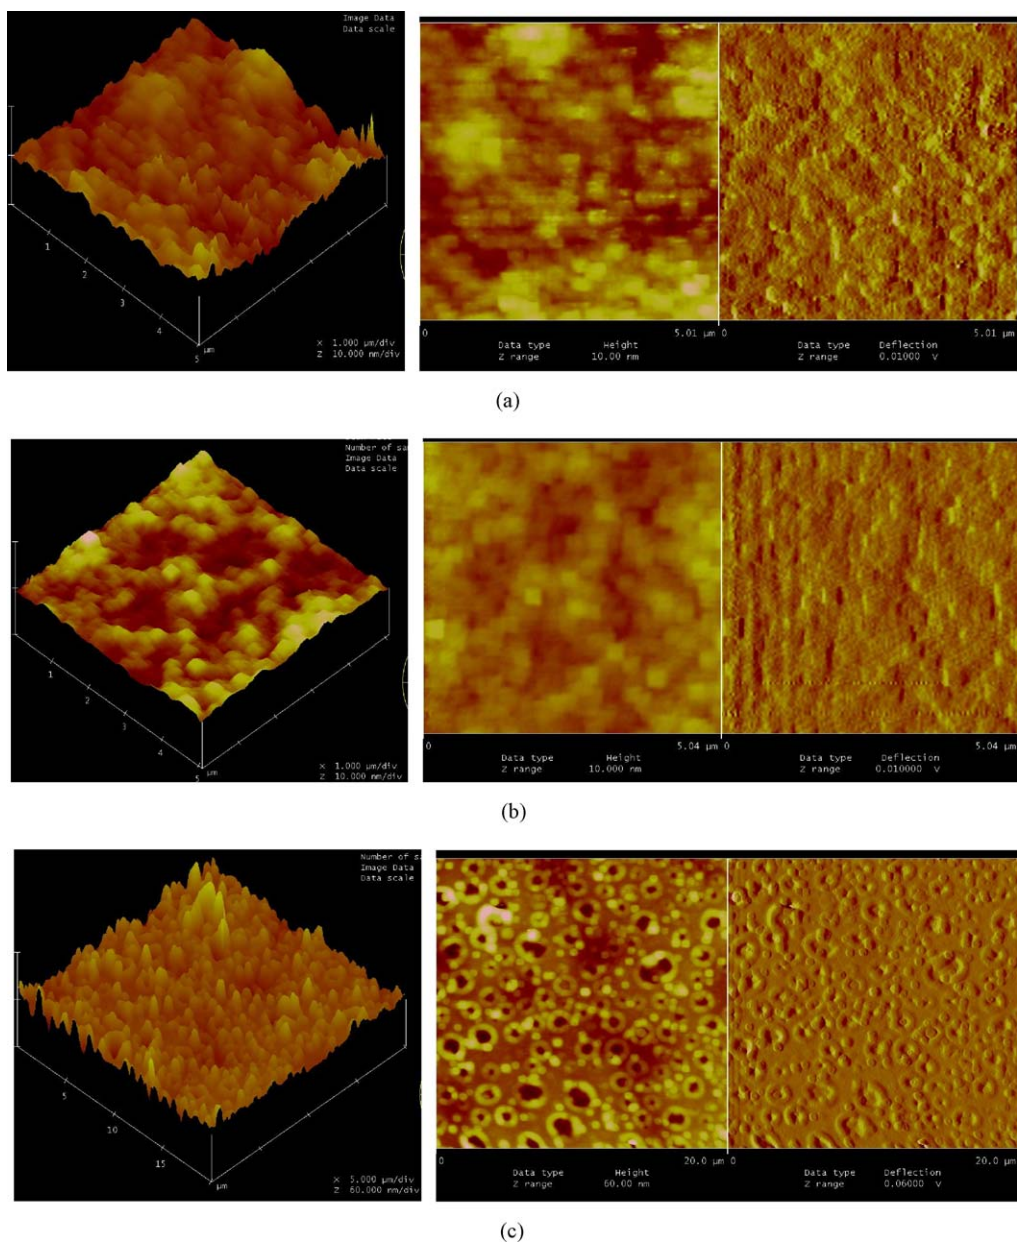 Image Data
Data scale
1
2
3
4
5
µm
X 1.000 µm/div
Z 10.000 nm/div
0
5.01 µm
0
5.01 µm
Data type Height
Z range 10.00 nm
Data type Deflection
Z range 0.01000 V
(a)
Number of sa
Image Data
Data scale
1
2
3
4
5
µm
X 1.000 µm/div
Z 10.000 nm/div
0
5.04 µm
0
5.04 µm
Data type Height
Z range 10.000 nm
Data type Deflection
Z range 0.010000 V
(b)
Number of sa
Image Data
Data scale
5
10
15
µm
X 5.000 µm/div
Z 60.000 nm/div
0
20.0 µm
0
20.0 µm
Data type Height
Z range 60.00 nm
Data type Deflection
Z range 0.06000 V
(c)